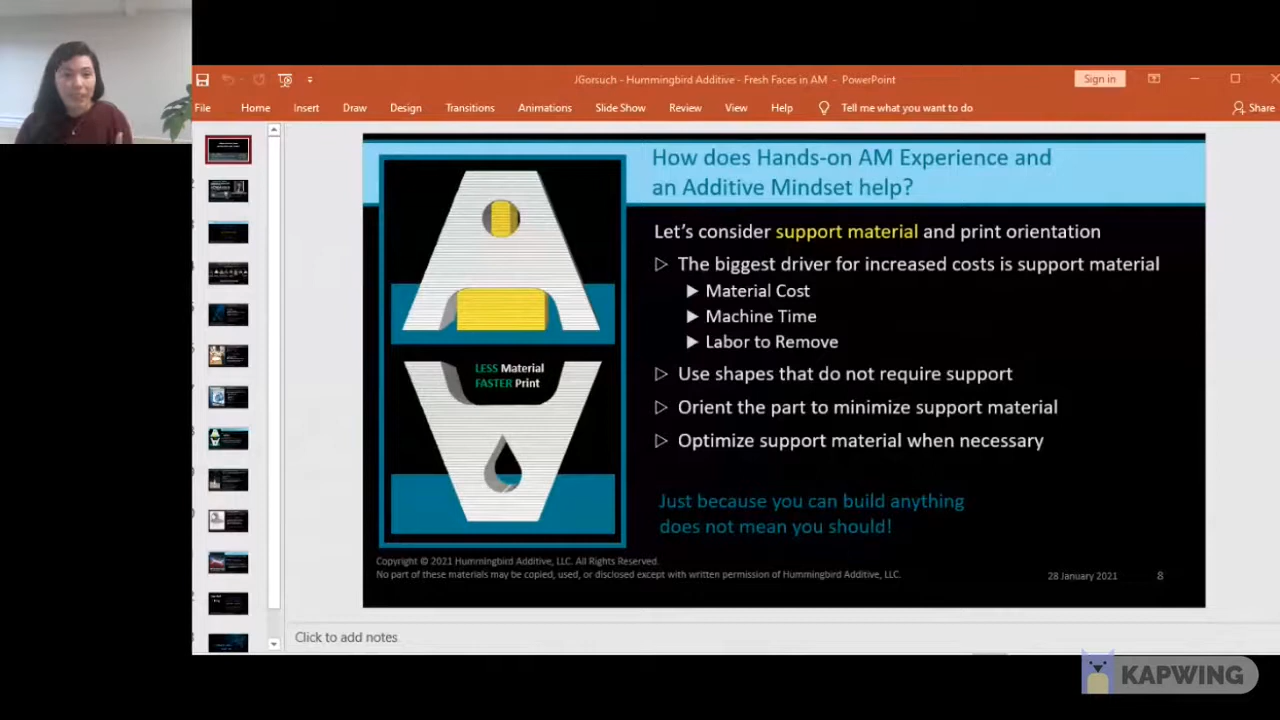 JGorsuch - Hummingbird Additive - Fresh Faces in AM - PowerPoint
Sign in
File Home Insert Draw Design Transitions Animations Slide Show Review View Help Tell me what you want to do Share
How does Hands-on AM Experience and
an Additive Mindset help?
Let's consider support material and print orientation
▷ The biggest driver for increased costs is support material
▶ Material Cost
▶ Machine Time
▶ Labor to Remove
▷ Use shapes that do not require support
▷ Orient the part to minimize support material
▷ Optimize support material when necessary
Just because you can build anything
does not mean you should!
LESS Material
FASTER Print
Copyright © 2021 Hummingbird Additive, LLC. All Rights Reserved.
No part of these materials may be copied, used, or disclosed except with written permission of Hummingbird Additive, LLC.
28 January 2021 8
Click to add notes
KAPWING